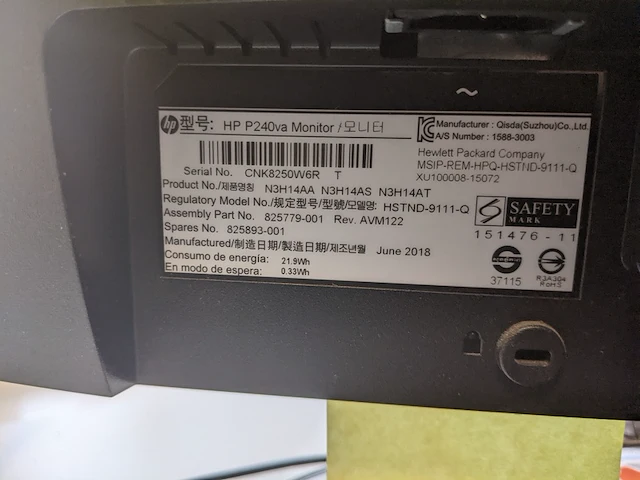 hp 型号: HP P240va Monitor /모니터
Serial No. CNK8250W6R T
Product No./제품명칭 N3H14AA N3H14AS N3H14AT
Regulatory Model No./规定型号/型號/모델명: HSTND-9111-Q
Assembly Part No. 825779-001 Rev. AVM122
Spares No. 825893-001
Manufactured/制造日期/製造日期/제조년월 June 2018
Consumo de energía: 21.9Wh
En modo de espera: 0.33Wh
Manufacturer : Qisda(Suzhou)Co.,Ltd.
A/S Number : 1588-3003
Hewlett Packard Company
MSIP-REM-HPQ-HSTND-9111-Q
XU100008-15072
S SAFETY
MARK
151476-11
37115
R3A304
RoHS